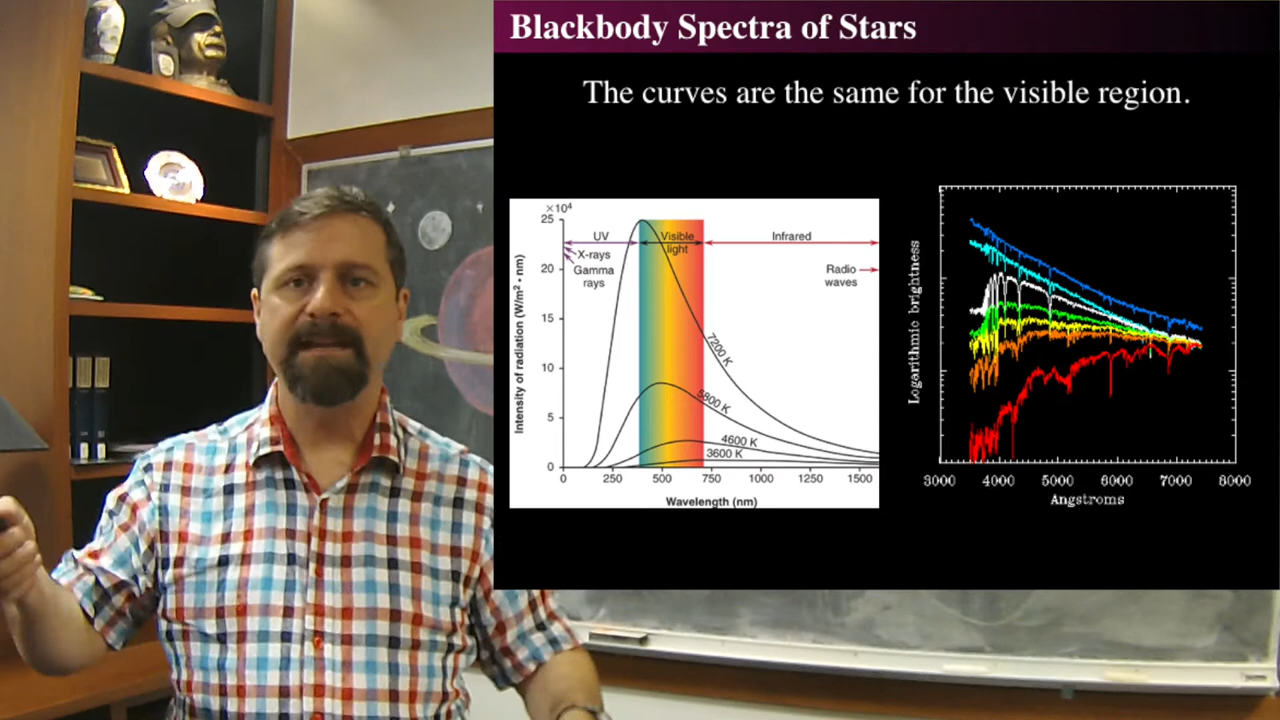 Blackbody Spectra of Stars
The curves are the same for the visible region.
×10⁴
25
20
15
10
5
0
Intensity of radiation (W/m² • nm)
UV
Visible
light
Infrared
X-rays
Gamma
rays
Radio
waves
7200 K
5800 K
4600 K
3600 K
0
250
500
750
1000
1250
1500
Wavelength (nm)
Logarithmic brightness
3000
4000
5000
6000
7000
8000
Angstroms